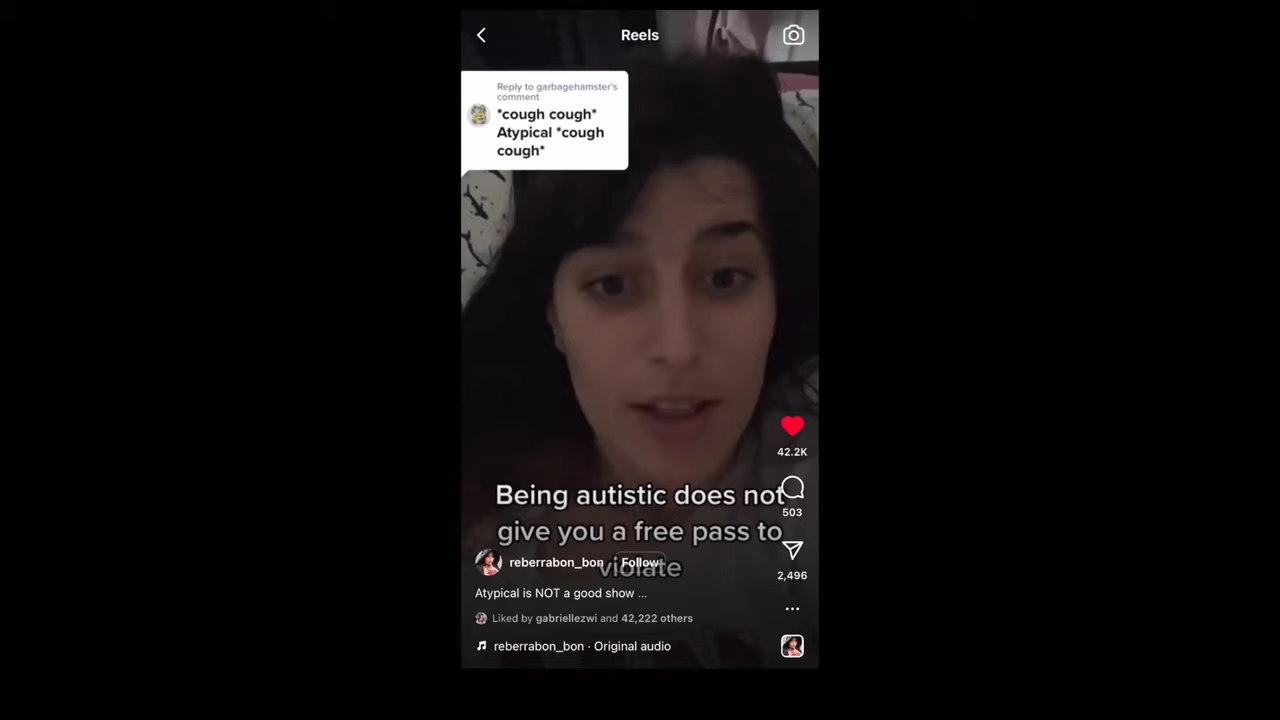 Reels
Reply to garbagehamster's
comment
*cough cough*
Atypical *cough
cough*
42.2K
Being autistic does not
503
give you a free pass to
violate
reberrabon_bon
Follow
2,496
Atypical is NOT a good show ...
Liked by gabriellezwi and 42,222 others
reberrabon_bon · Original audio